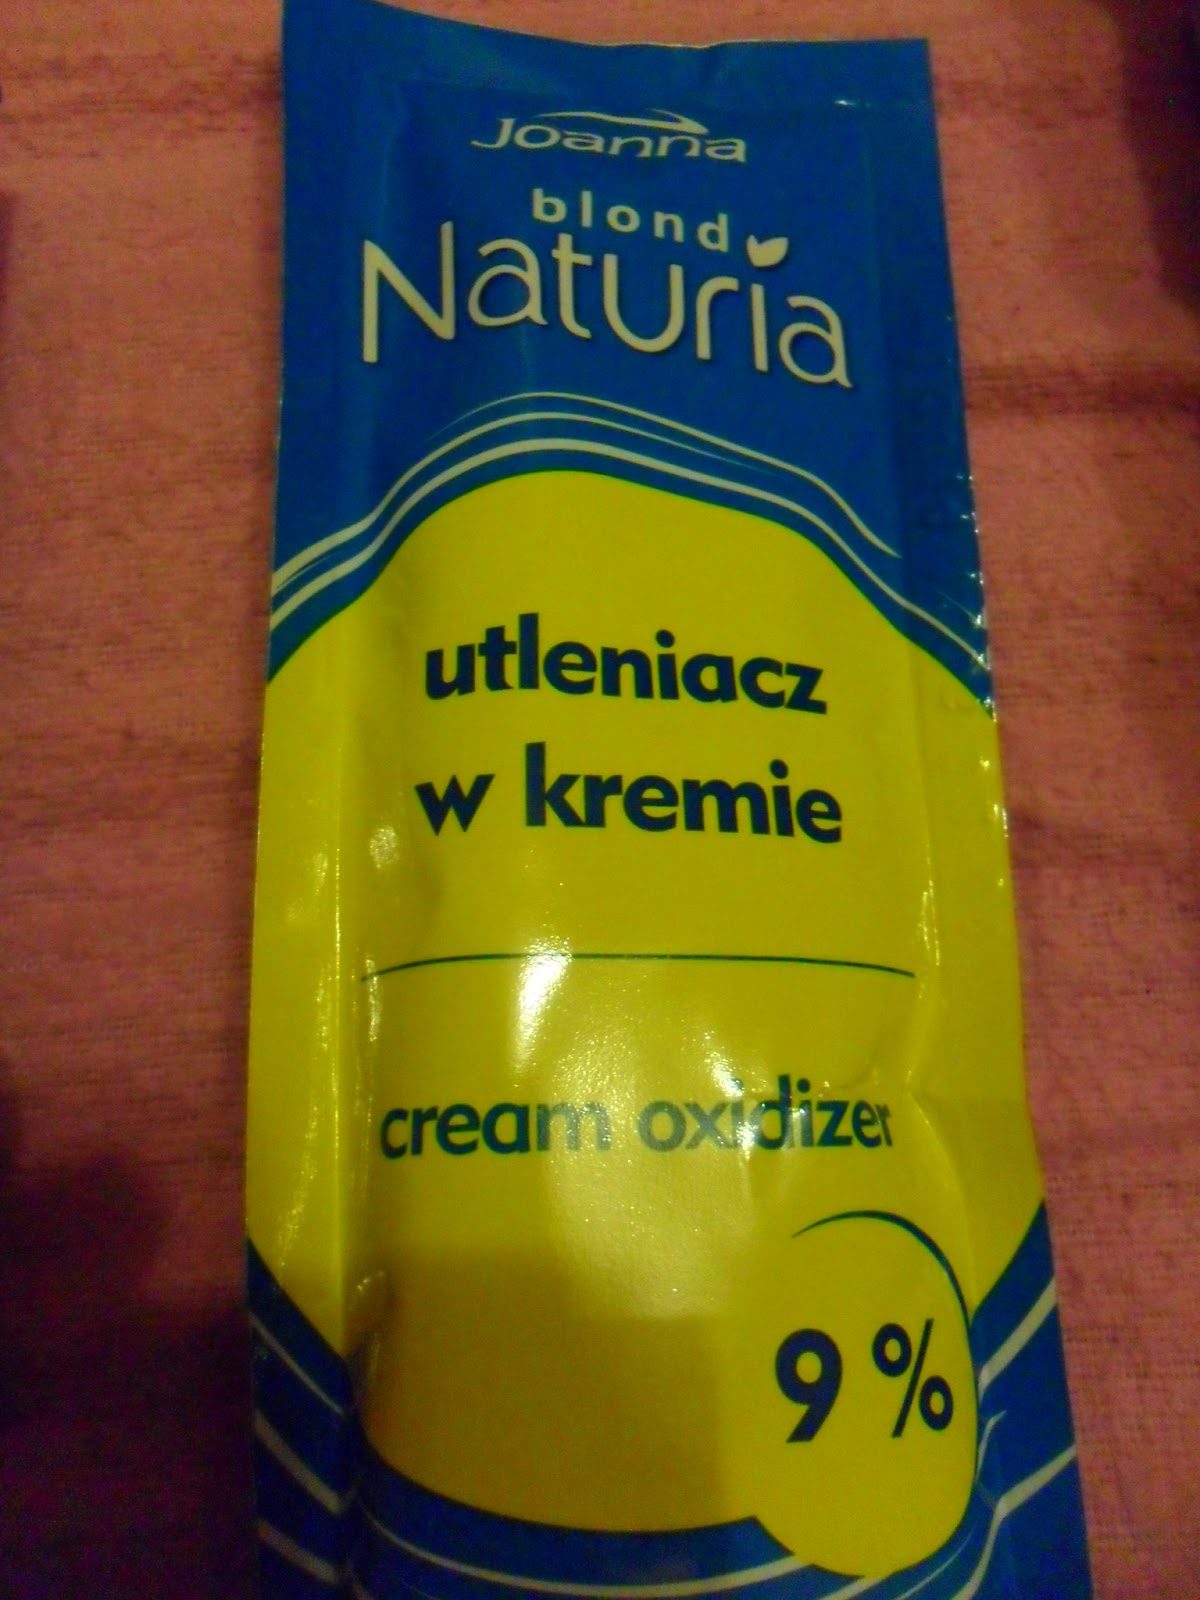 Joanna
blond
Naturia
utleniacz
w kremie
cream oxidizer
9 %